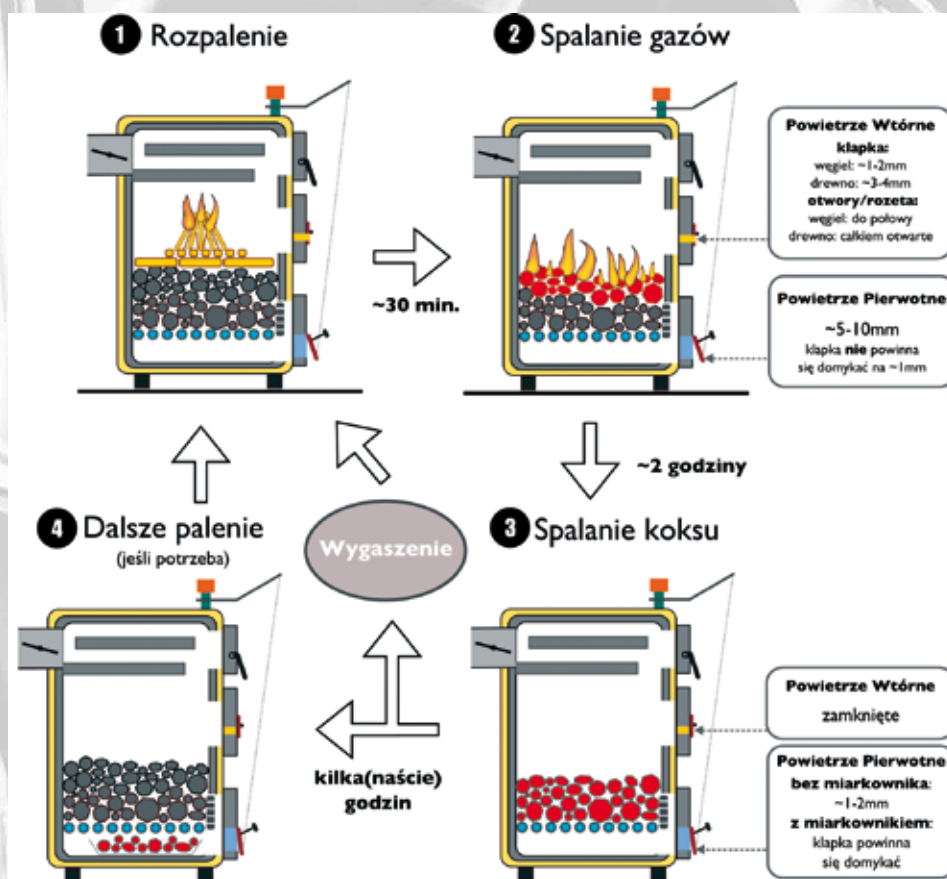 1 Rozpalenie
2 Spalanie gazów
Powietrze Wtórne
klapka:
węgiel: ~1-2mm
drewno: ~3-4mm
otwory/rozeta:
węgiel: do połowy
drewno: całkiem otwarte
~30 min.
Powietrze Pierwotne
~5-10mm
klapka nie powinna
się domykać na ~1mm
~2 godziny
4 Dalsze palenie
(jeśli potrzeba)
Wygaszenie
3 Spalanie koksu
kilka(naście)
godzin
Powietrze Wtórne
zamknięte
Powietrze Pierwotne
bez miarkownika:
~1-2mm
z miarkownikiem:
klapka powinna
się domykać